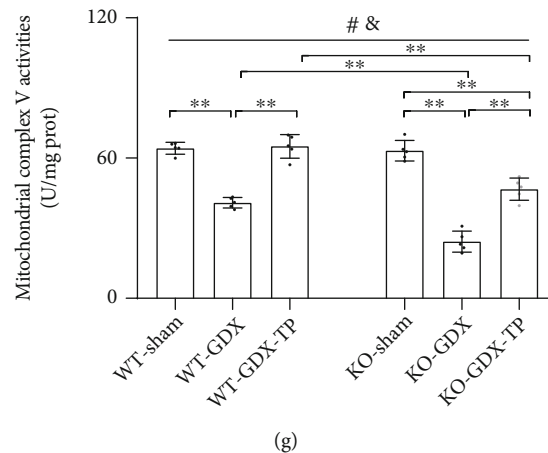 Mitochondrial complex V activities
(U/mg prot)
120
60
0
# &
**
**
**
**
**
**
**
**
WT-sham
WT-GDX
WT-GDX-TP
KO-sham
KO-GDX
KO-GDX-TP
(g)